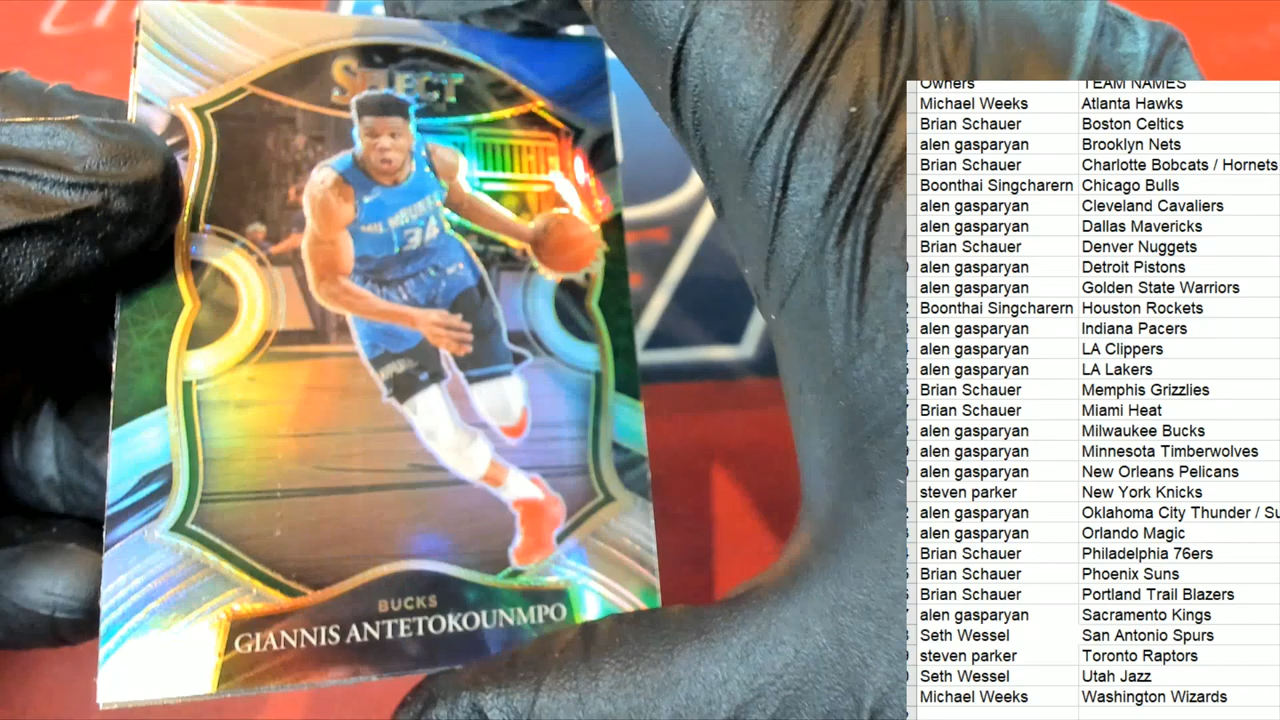 SELECT
MILWAUKEE
34
BUCKS
GIANNIS ANTETOKOUNMPO
Owners TEAM NAMES
Michael Weeks Atlanta Hawks
Brian Schauer Boston Celtics
alen gasparyan Brooklyn Nets
Brian Schauer Charlotte Bobcats / Hornets
Boonthai Singcharern Chicago Bulls
alen gasparyan Cleveland Cavaliers
alen gasparyan Dallas Mavericks
Brian Schauer Denver Nuggets
alen gasparyan Detroit Pistons
alen gasparyan Golden State Warriors
Boonthai Singcharern Houston Rockets
alen gasparyan Indiana Pacers
alen gasparyan LA Clippers
alen gasparyan LA Lakers
Brian Schauer Memphis Grizzlies
Brian Schauer Miami Heat
alen gasparyan Milwaukee Bucks
alen gasparyan Minnesota Timberwolves
alen gasparyan New Orleans Pelicans
steven parker New York Knicks
alen gasparyan Oklahoma City Thunder / Su
alen gasparyan Orlando Magic
Brian Schauer Philadelphia 76ers
Brian Schauer Phoenix Suns
Brian Schauer Portland Trail Blazers
alen gasparyan Sacramento Kings
Seth Wessel San Antonio Spurs
steven parker Toronto Raptors
Seth Wessel Utah Jazz
Michael Weeks Washington Wizards